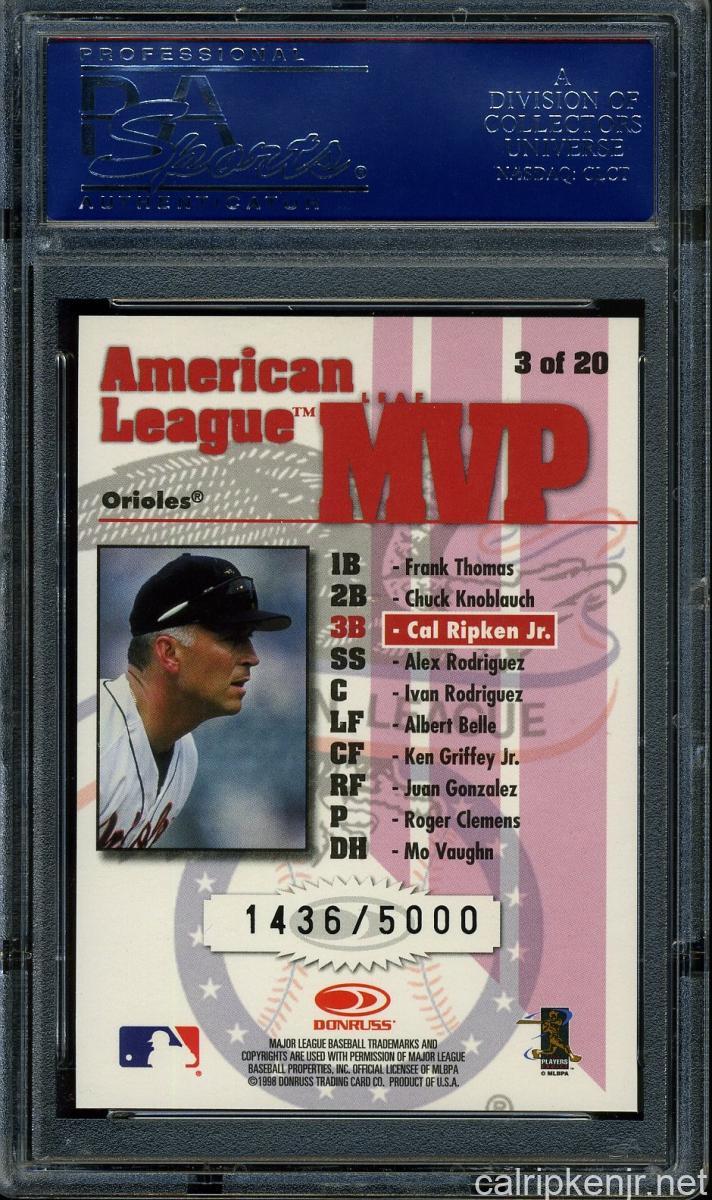 PROFESSIONAL
PSA
Sports®
AUTHENTICATOR
A
DIVISION OF
COLLECTORS
UNIVERSE
NASDAQ: CLCT
American
League™
LEAF
MVP
3 of 20
Orioles®
1B - Frank Thomas
2B - Chuck Knoblauch
3B - Cal Ripken Jr.
SS - Alex Rodriguez
C - Ivan Rodriguez
LF - Albert Belle
CF - Ken Griffey Jr.
RF - Juan Gonzalez
P - Roger Clemens
DH - Mo Vaughn
N LEAGUE
1436/5000
DONRUSS®
MAJOR LEAGUE BASEBALL TRADEMARKS AND
COPYRIGHTS ARE USED WITH PERMISSION OF MAJOR LEAGUE
BASEBALL PROPERTIES, INC. OFFICIAL LICENSEE OF MLBPA
©1998 DONRUSS TRADING CARD CO. PRODUCT OF U.S.A.
PLAYERS
© MLBPA
®
calripkenjr.net